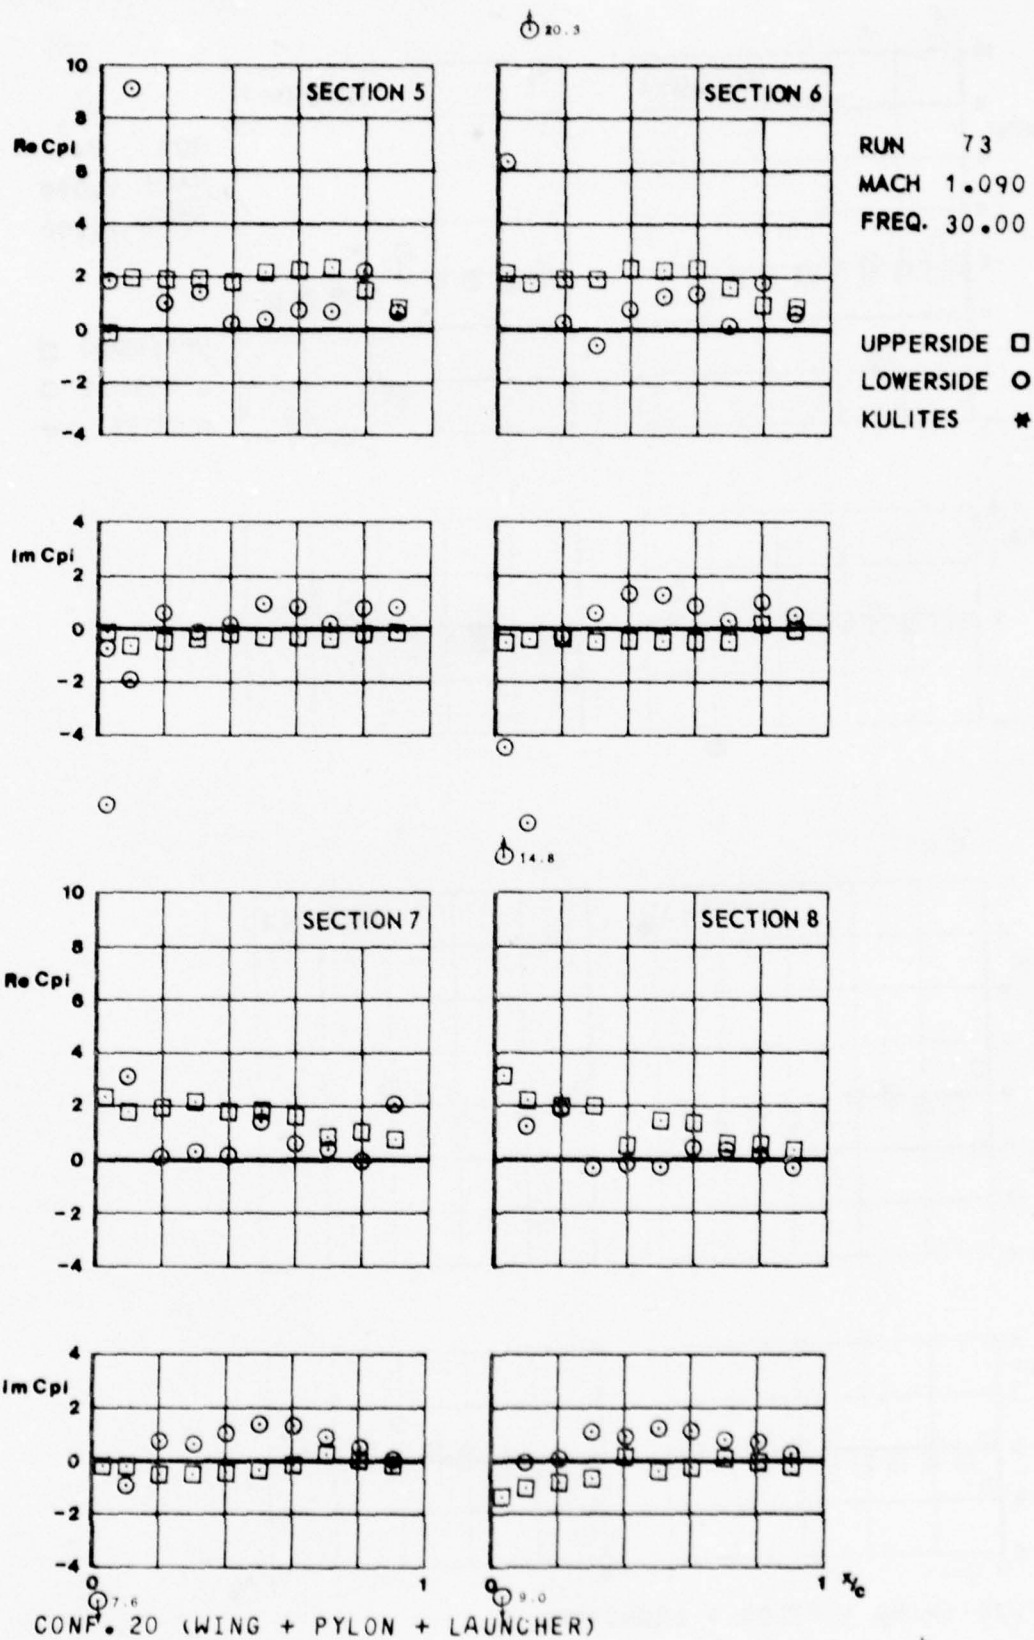 20.3
10
SECTION 5
SECTION 6
8
Re Cpi
6
4
2
0
-2
-4
RUN 73
MACH 1.090
FREQ. 30.00
UPPERSIDE □
LOWERSIDE O
KULITES ★
4
Im Cpi
2
0
-2
-4
14.8
10
SECTION 7
SECTION 8
8
Re Cpi
6
4
2
0
-2
-4
4
Im Cpi
2
0
-2
-4
0 1 0 1 x/c
7.6 9.0
CONF. 20 (WING + PYLON + LAUNCHER)